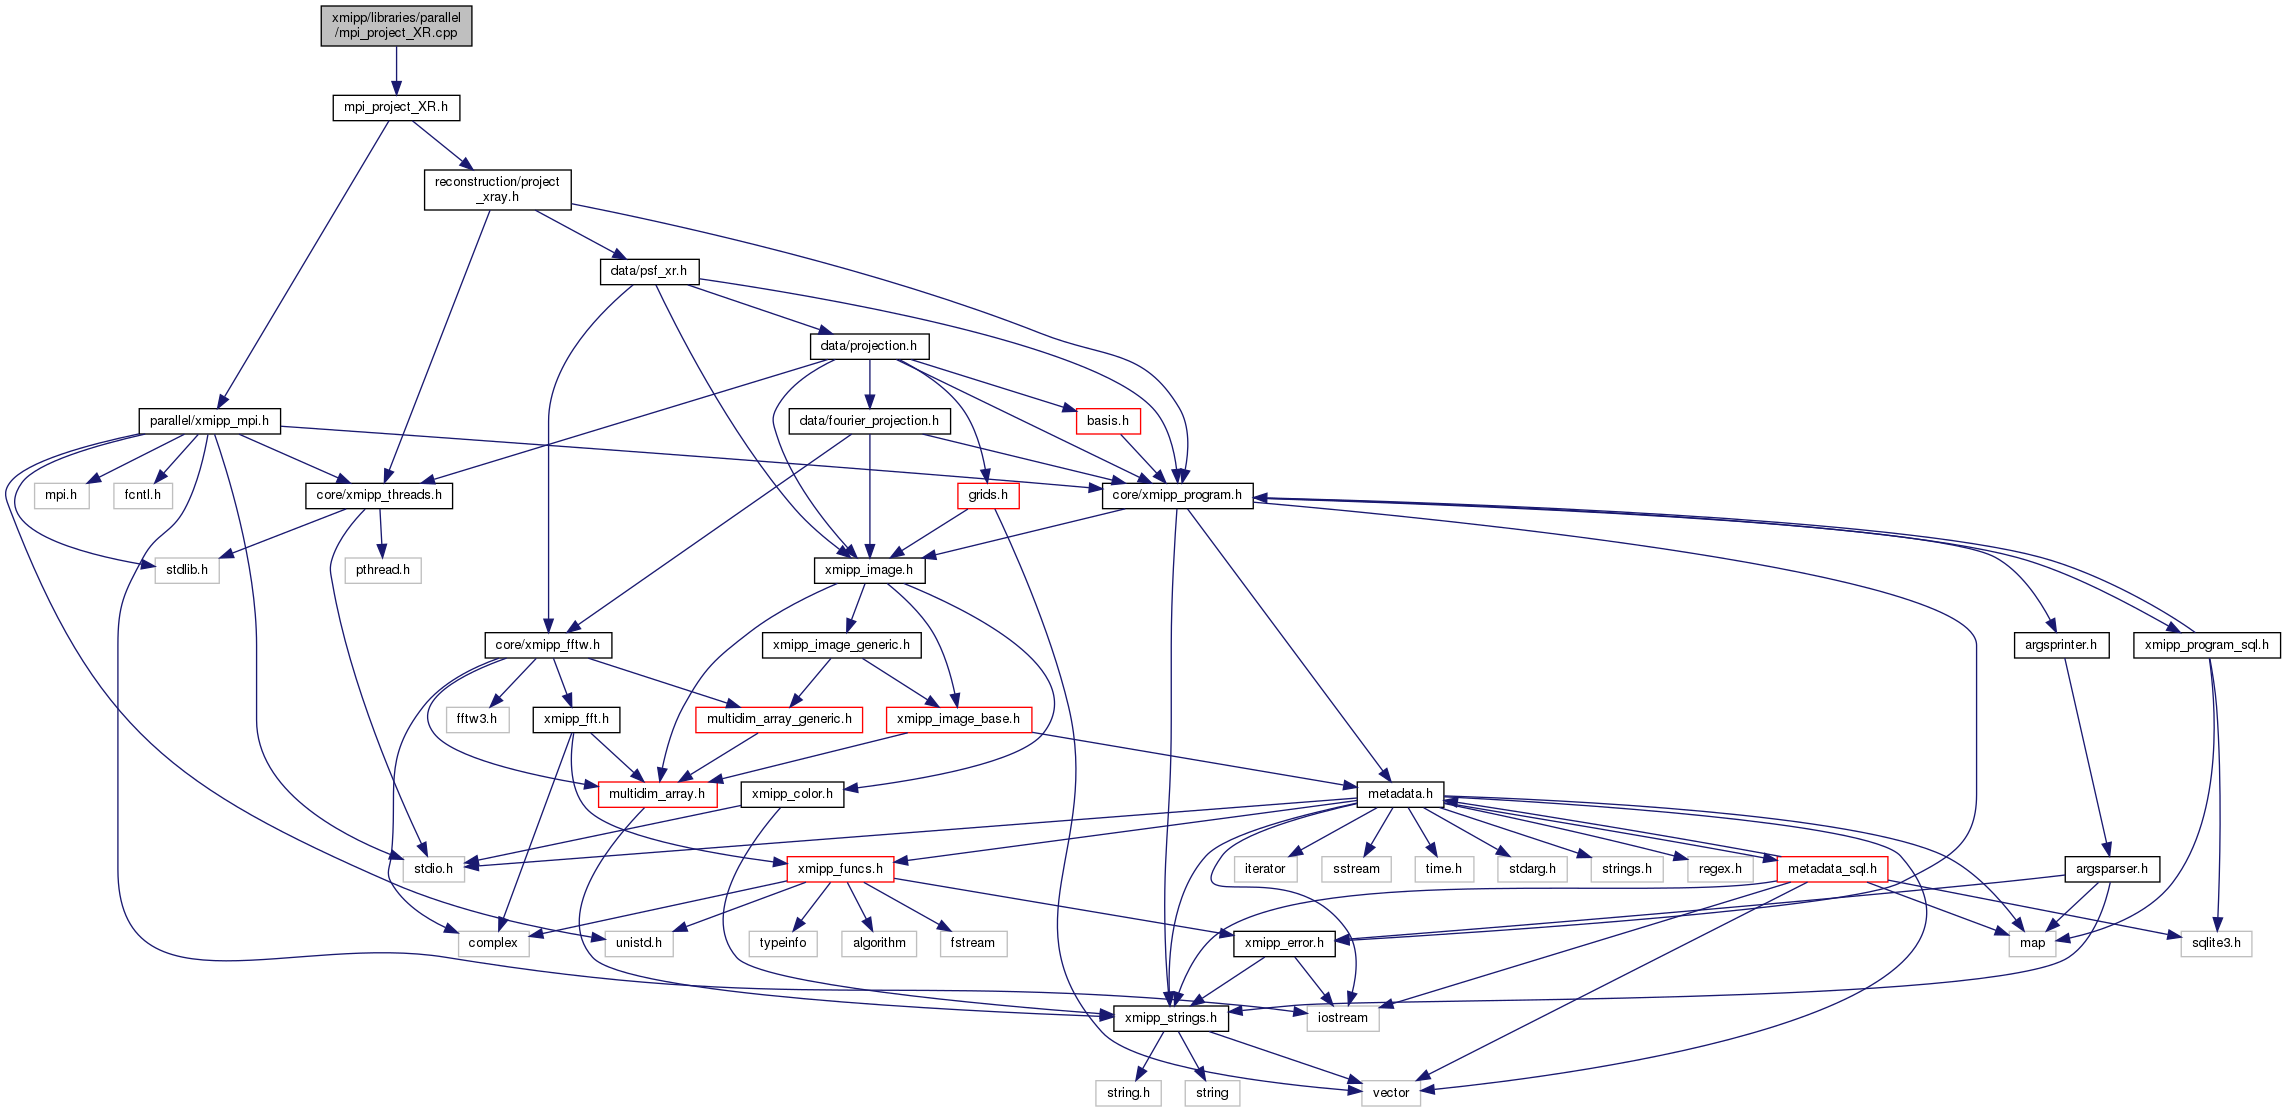 xmipp/libraries/parallel
/mpi_project_XR.cpp
mpi_project_XR.h
reconstruction/project
_xray.h
data/psf_xr.h
data/projection.h
parallel/xmipp_mpi.h
data/fourier_projection.h
basis.h
mpi.h
fcntl.h
core/xmipp_threads.h
grids.h
core/xmipp_program.h
stdlib.h
pthread.h
xmipp_image.h
core/xmipp_fftw.h
xmipp_image_generic.h
argsprinter.h
xmipp_program_sql.h
fftw3.h
xmipp_fft.h
multidim_array_generic.h
xmipp_image_base.h
multidim_array.h
xmipp_color.h
metadata.h
stdio.h
xmipp_funcs.h
iterator
sstream
time.h
stdarg.h
strings.h
regex.h
metadata_sql.h
argsparser.h
complex
unistd.h
typeinfo
algorithm
fstream
xmipp_error.h
map
sqlite3.h
xmipp_strings.h
iostream
string.h
string
vector